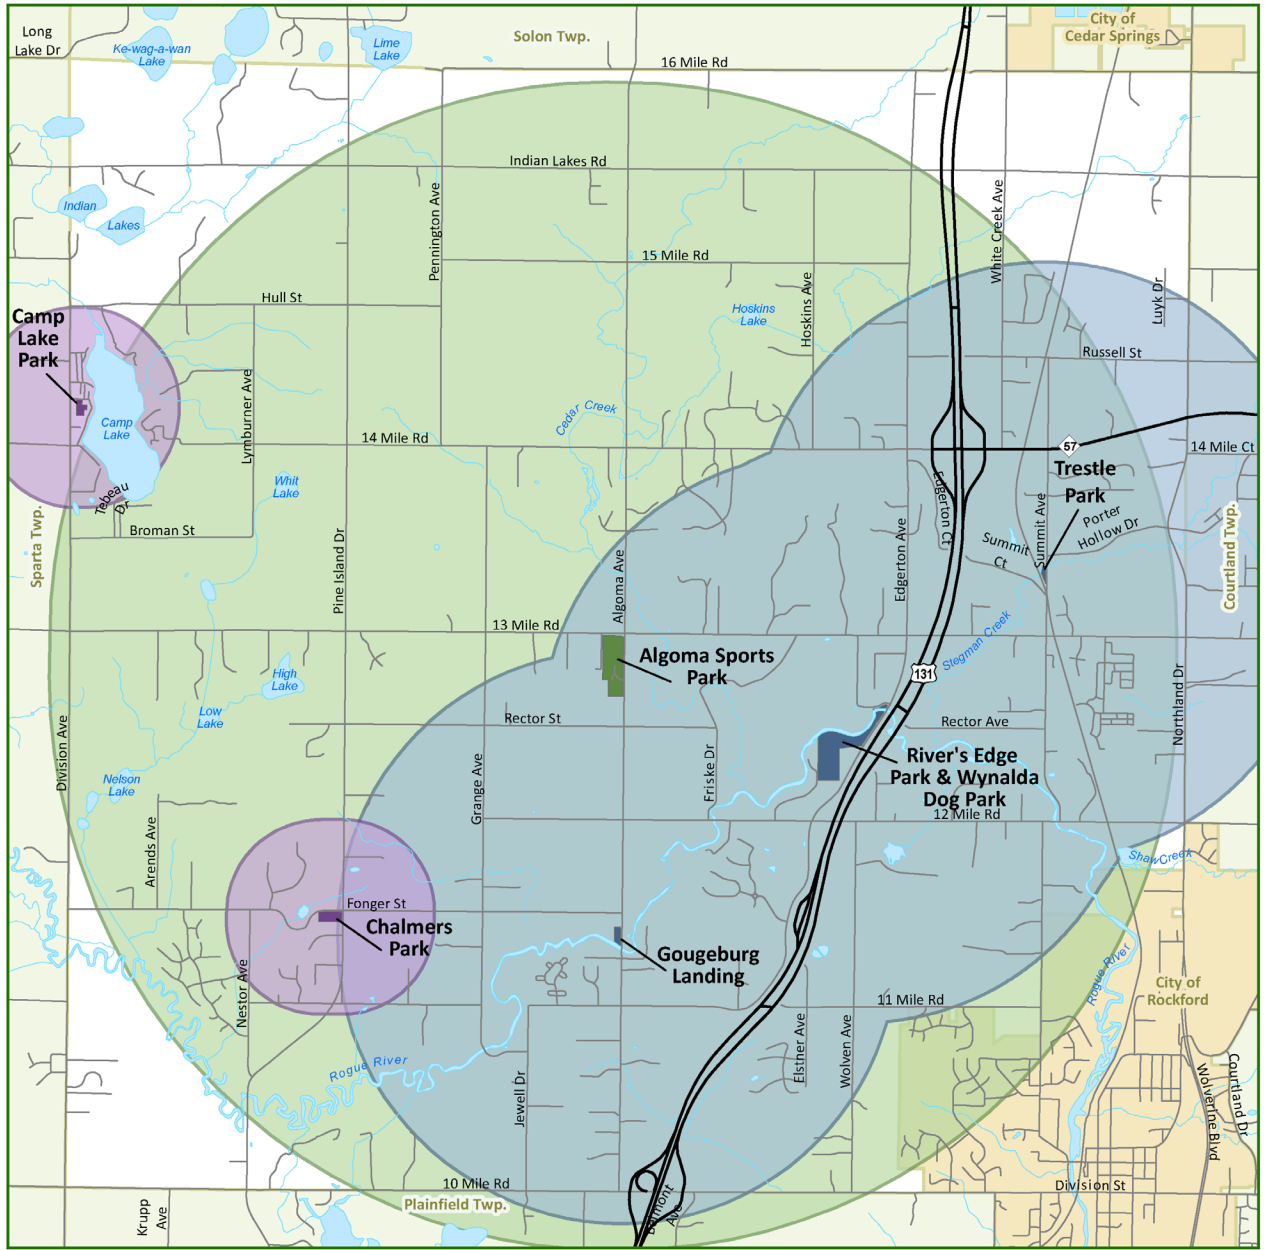 Long
Lake Dr
Ke-wag-a-wan
Lake
Lime
Lake
Solon Twp.
City of
Cedar Springs
16 Mile Rd
Indian Lakes Rd
Indian
Lakes
Pennington Ave
White Creek Ave
15 Mile Rd
Hoskins Ave
Luyk Dr
Hull St
Hoskins
Lake
Camp
Lake
Park
Russell St
Lymburner Ave
Camp
Lake
Cedar Creek
14 Mile Rd
57
14 Mile Ct
Trestle
Park
Whit
Lake
Tebeau
Dr
Edgerton Ct
Summit Ave
Porter
Hollow Dr
Broman St
Sparta Twp.
Pine Island Dr
Algoma Ave
Edgerton Ave
Summit
Ct
Courtland Twp.
13 Mile Rd
Stegman Creek
Algoma Sports
Park
131
High
Lake
Low
Lake
Rector St
Rector Ave
Northland Dr
Division Ave
Nelson
Lake
Grange Ave
Friske Dr
River's Edge
Park & Wynalda
Dog Park
12 Mile Rd
Arends Ave
Shaw Creek
Fonger St
Chalmers
Park
Gougeburg
Landing
Nestor Ave
Rogue River
City of
Rockford
11 Mile Rd
Elstner Ave
Wolven Ave
Rogue River
Jewell Dr
Wolverine Blvd
Courtland Dr
10 Mile Rd
Division St
Plainfield Twp.
Krupp
Ave
Belmont
Ave